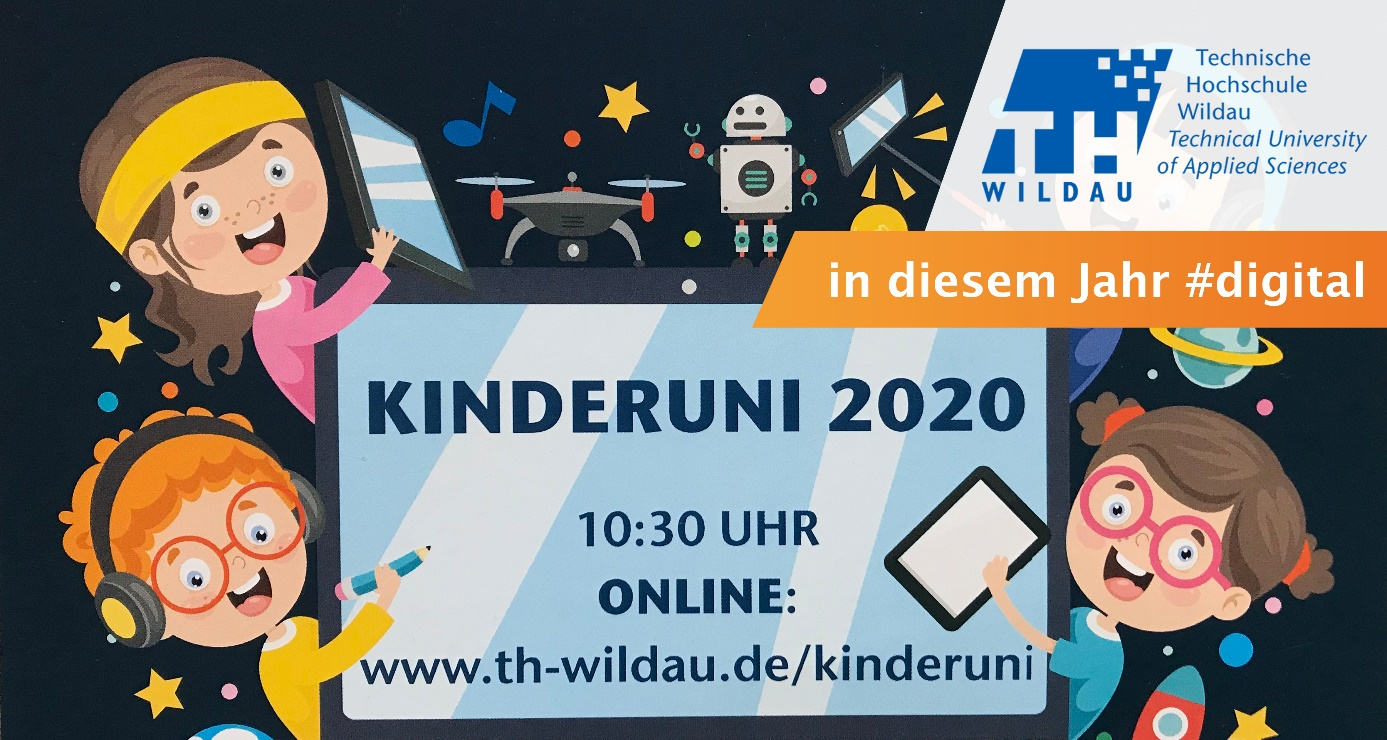 Technische
Hochschule
Wildau
Technical University
of Applied Sciences
TH
WILDAU
in diesem Jahr #digital
KINDERUNI 2020
10:30 UHR
ONLINE:
www.th-wildau.de/kinderuni